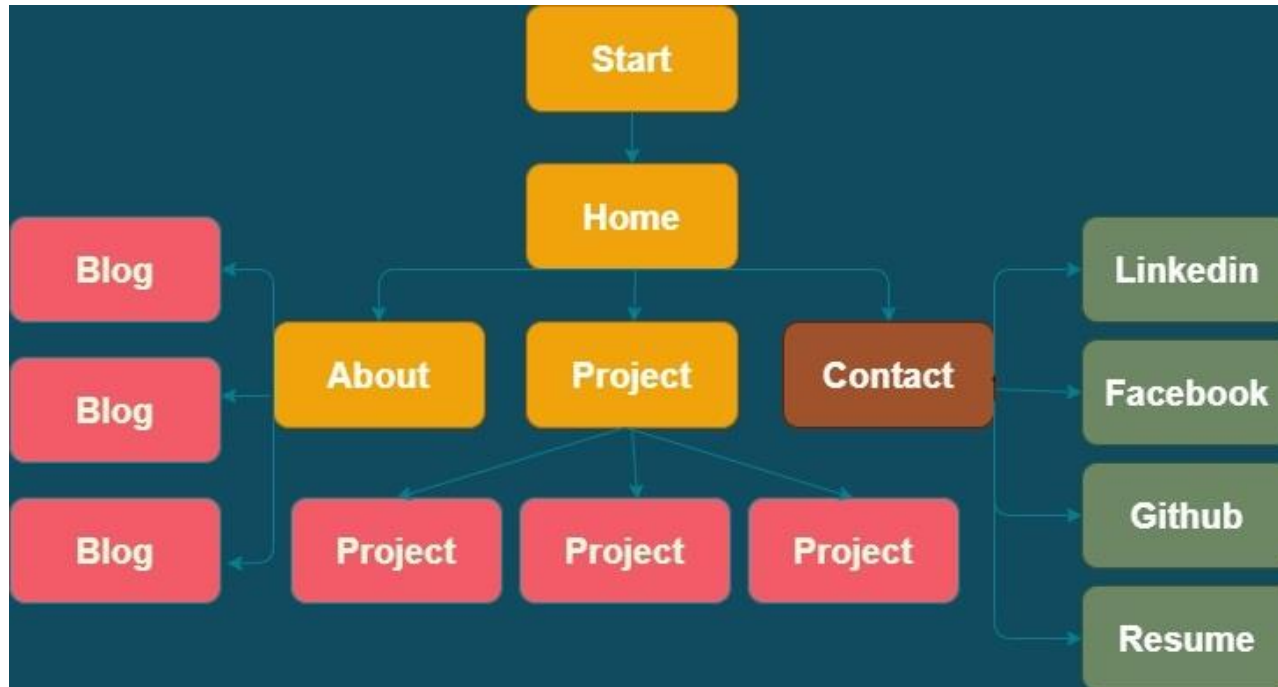 Start
Home
Blog
Linkedin
About
Project
Contact
Blog
Facebook
Github
Blog
Project
Project
Project
Resume